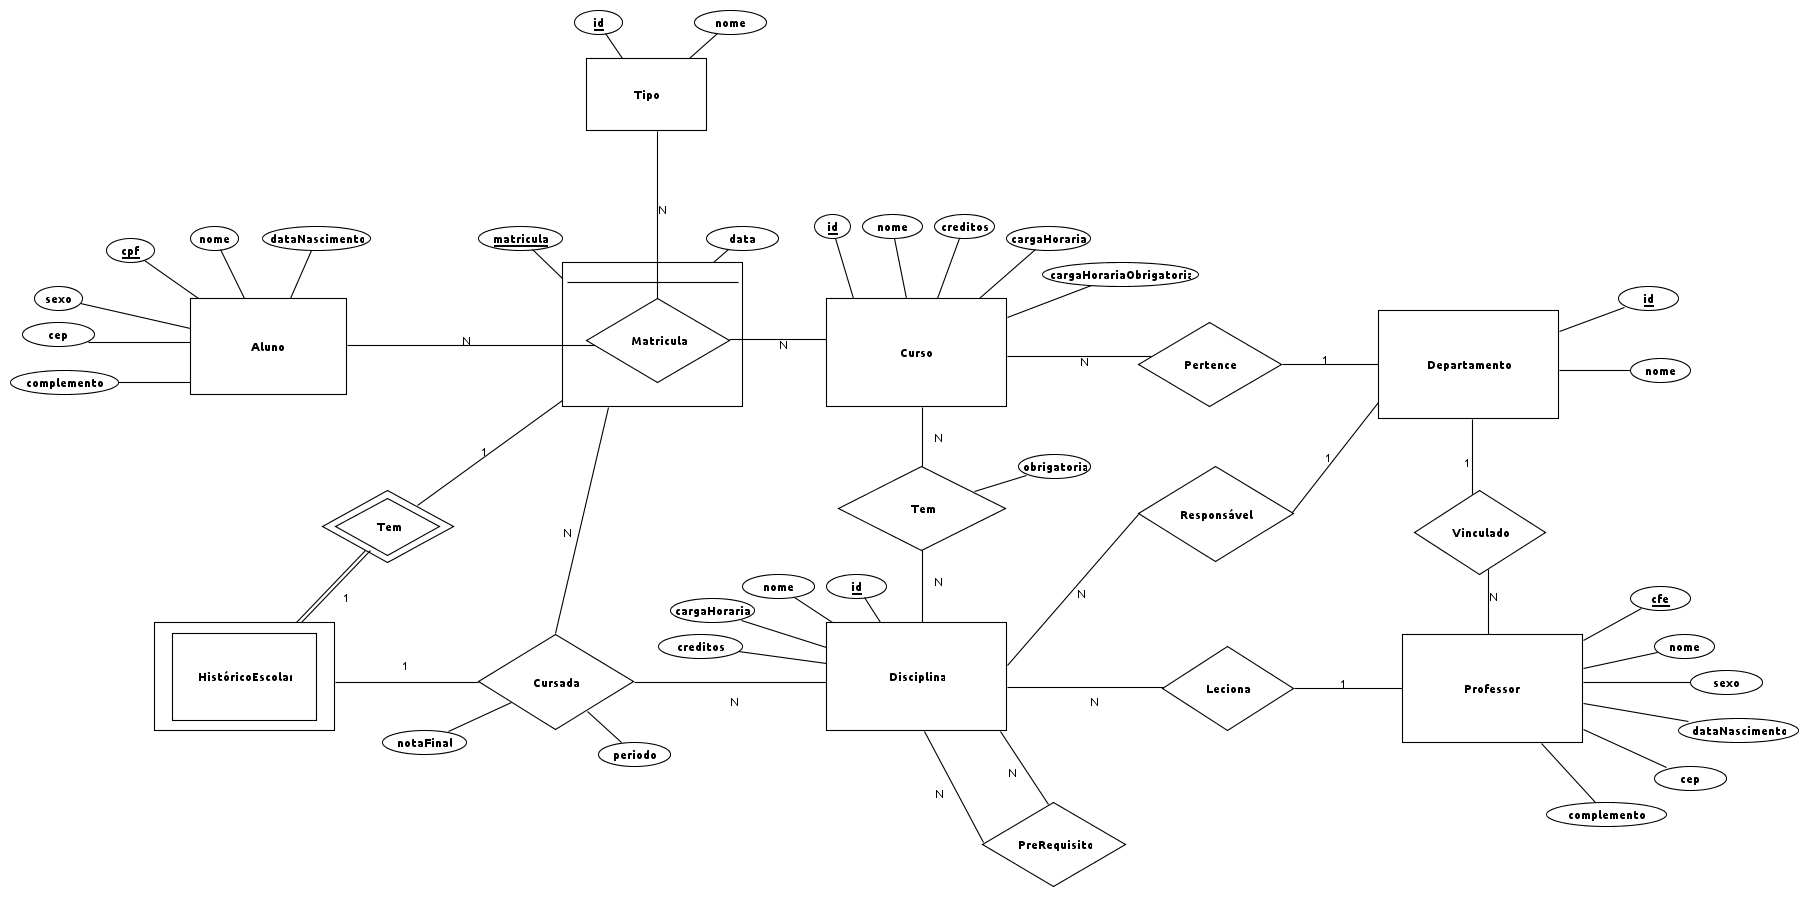 id
nome
Tipo
N
cpf
nome
dataNascimento
matricula
data
id
nome
creditos
cargaHoraria
cargaHorariaObrigatoria
sexo
cep
complemento
Aluno
N
Matricula
N
Curso
N
Pertence
1
Departamento
id
nome
1
N
Tem
obrigatoria
N
1
Responsável
N
1
Vinculado
N
Tem
1
N
HistóricoEscolar
1
Cursada
notaFinal
periodo
N
nome
id
cargaHoraria
creditos
Disciplina
N
Leciona
1
Professor
cfe
nome
sexo
dataNascimento
cep
complemento
N
N
PreRequisito